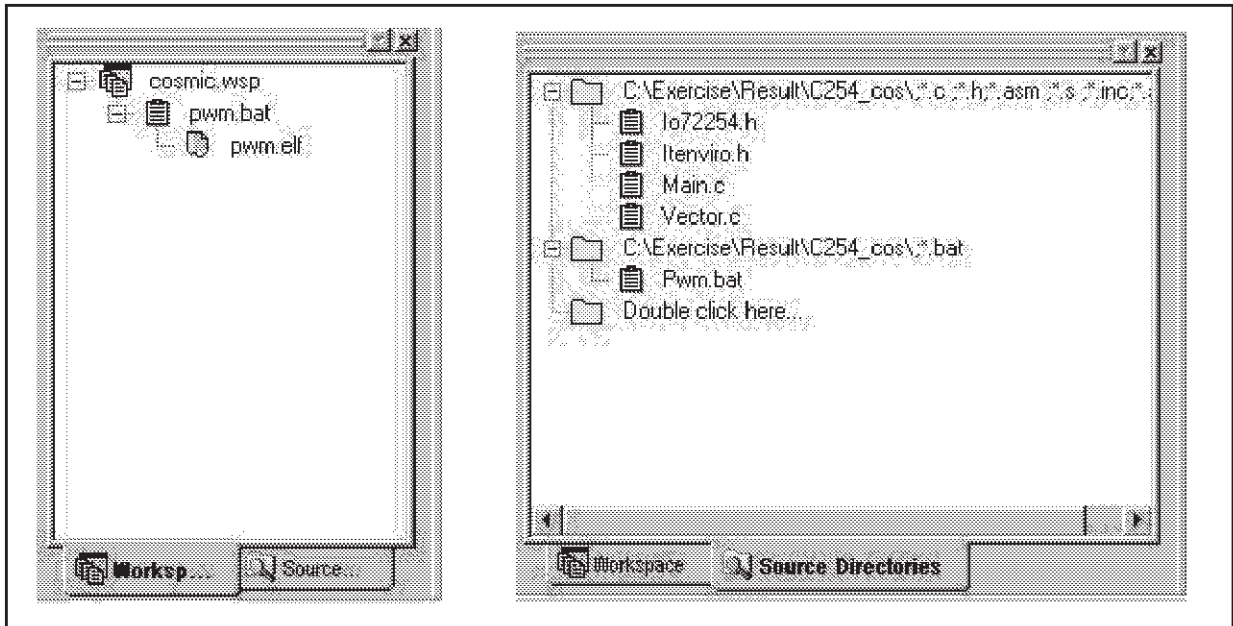 cosmic.wsp
pwm.bat
pwm.elf
Worksp...
Source...
C:\Exercise\Result\C254_cos\,*.c ;*.h;*.asm ;*.s ;*.inc;*.
Io72254.h
Itenviro.h
Main.c
Vector.c
C:\Exercise\Result\C254_cos\,*.bat
Pwm.bat
Double click here...
Workspace
Source Directories